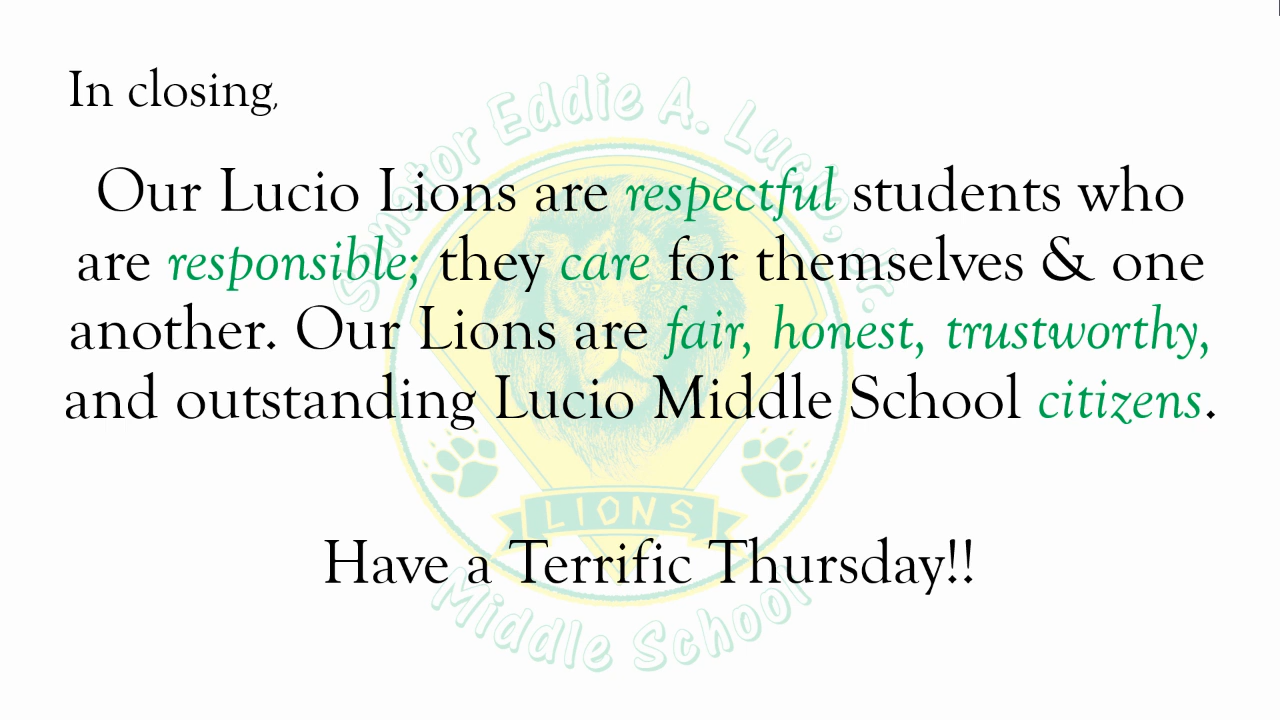 In closing,
Our Lucio Lions are respectful students who
are responsible; they care for themselves & one
another. Our Lions are fair, honest, trustworthy,
and outstanding Lucio Middle School citizens.
Have a Terrific Thursday!!
Senator Eddie A. Lucio, Jr.
LIONS
Middle School